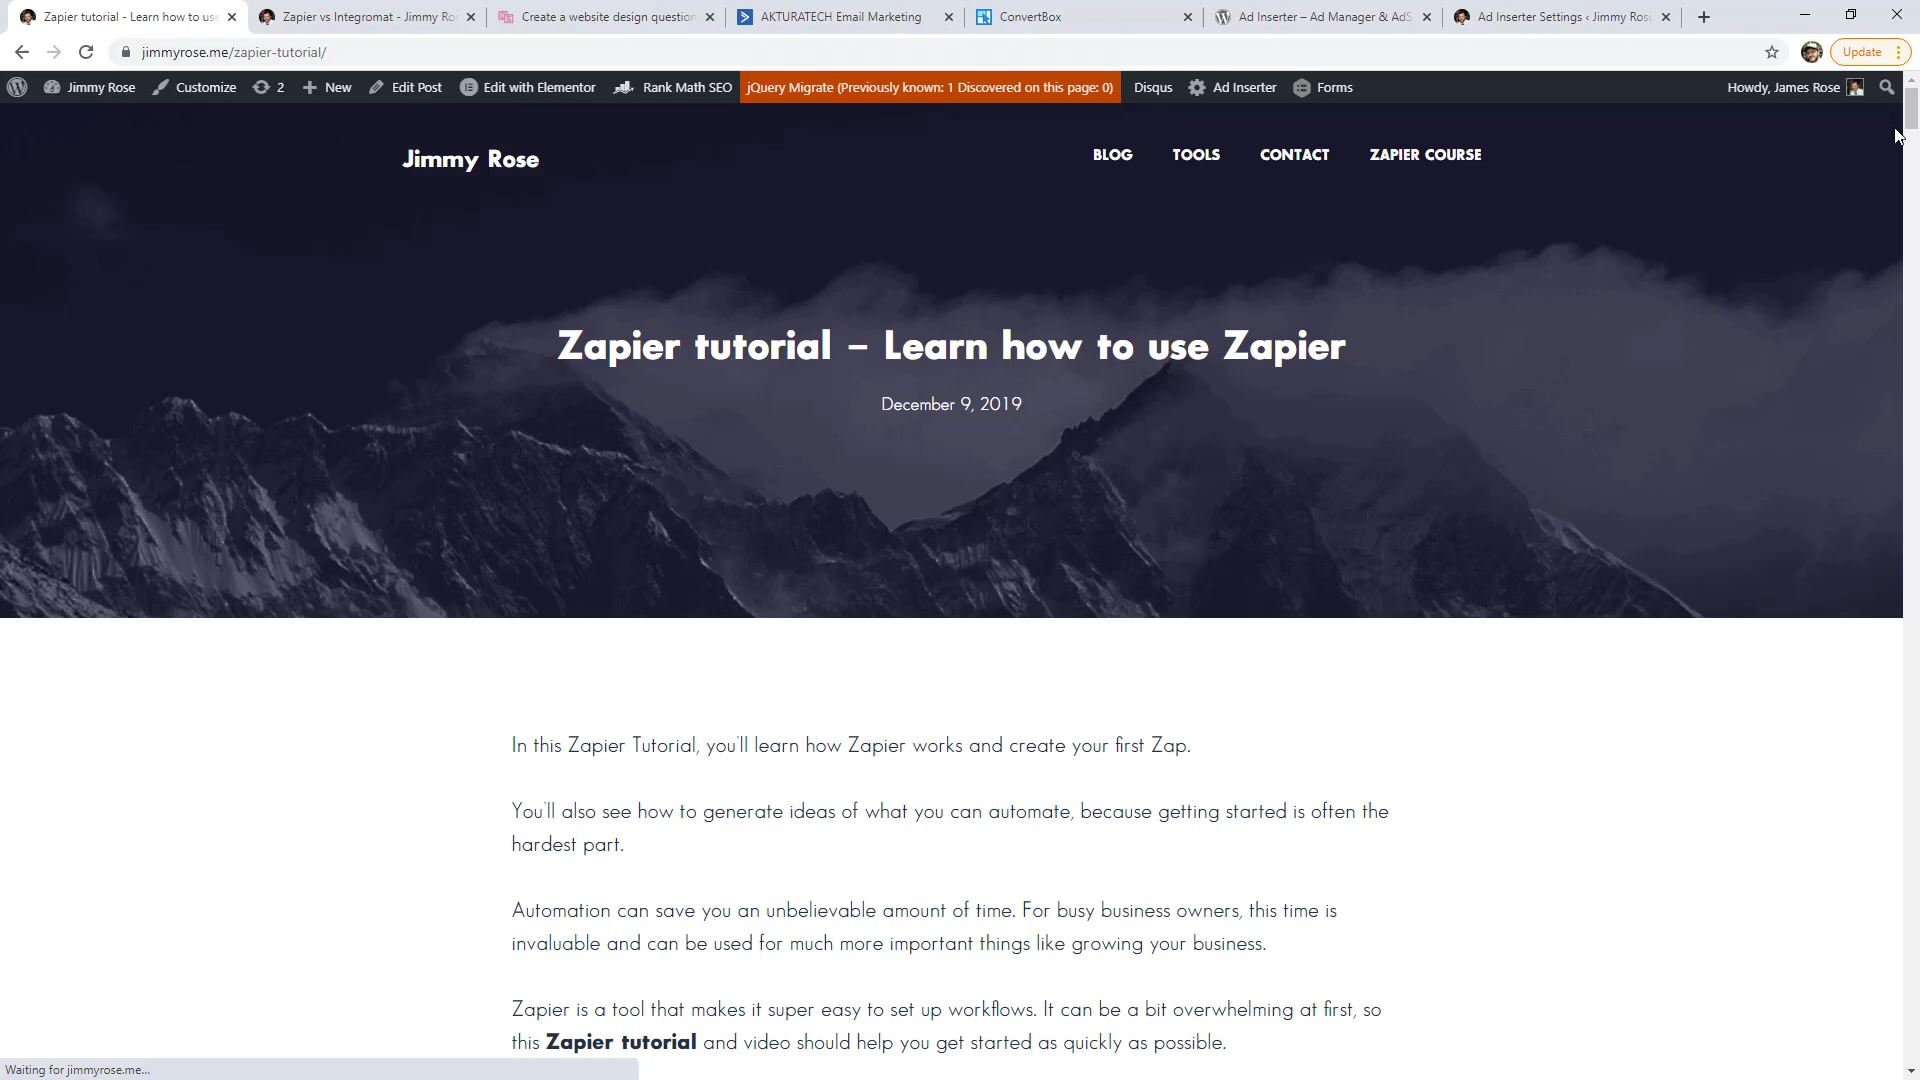 Zapier tutorial - Learn how to use
Zapier vs Integromat - Jimmy Ro
Create a website design question
AKTURATECH Email Marketing
ConvertBox
Ad Inserter – Ad Manager & AdS
Ad Inserter Settings ‹ Jimmy Rose
jimmyrose.me/zapier-tutorial/
Update
Jimmy Rose
Customize
2
New
Edit Post
Edit with Elementor
Rank Math SEO
jQuery Migrate (Previously known: 1 Discovered on this page: 0)
Disqus
Ad Inserter
Forms
Howdy, James Rose
Jimmy Rose
BLOG
TOOLS
CONTACT
ZAPIER COURSE
Zapier tutorial – Learn how to use Zapier
December 9, 2019
In this Zapier Tutorial, you'll learn how Zapier works and create your first Zap.
You'll also see how to generate ideas of what you can automate, because getting started is often the
hardest part.
Automation can save you an unbelievable amount of time. For busy business owners, this time is
invaluable and can be used for much more important things like growing your business.
Zapier is a tool that makes it super easy to set up workflows. It can be a bit overwhelming at first, so
this Zapier tutorial and video should help you get started as quickly as possible.
Waiting for jimmyrose.me...